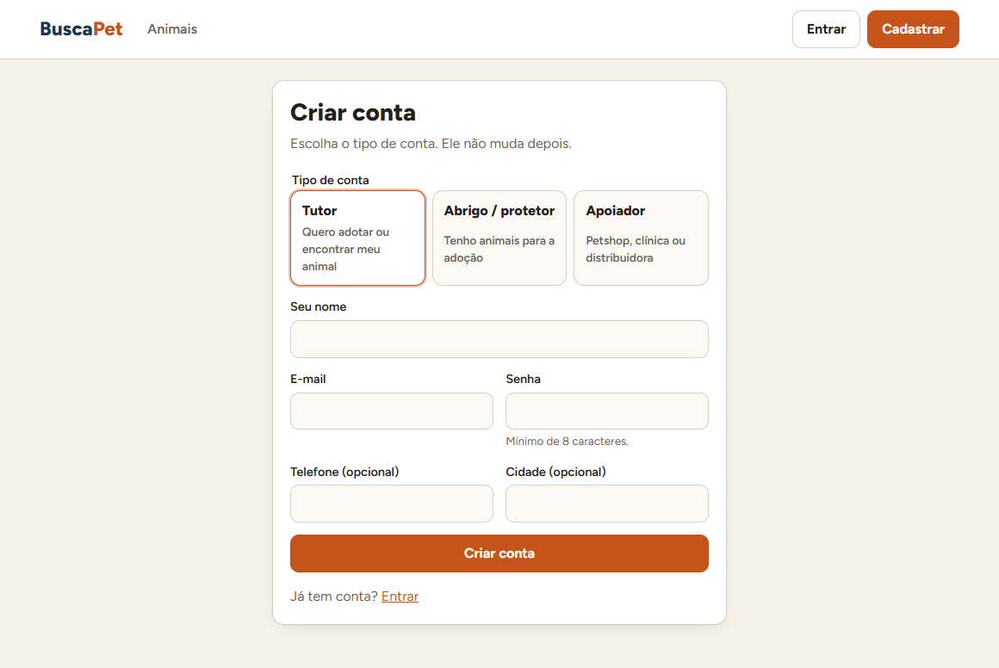 BuscaPet
Animais
Entrar
Cadastrar
Criar conta
Escolha o tipo de conta. Ele não muda depois.
Tipo de conta
Tutor
Quero adotar ou
encontrar meu
animal
Abrigo / protetor
Tenho animais para a
adoção
Apoiador
Petshop, clínica ou
distribuidora
Seu nome
E-mail
Senha
Mínimo de 8 caracteres.
Telefone (opcional)
Cidade (opcional)
Criar conta
Já tem conta? Entrar